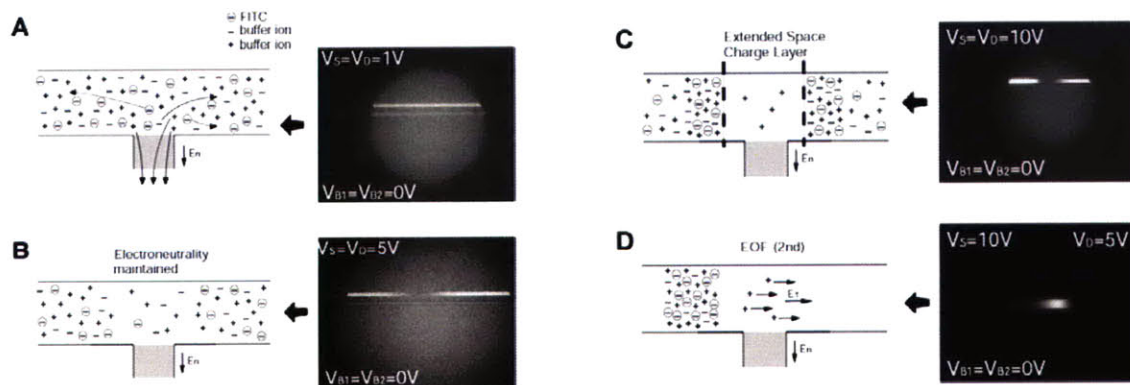 A
FITC
buffer ion
buffer ion
En
VS=VD=1V
VB1=VB2=0V
B
Electroneutrality
maintained
En
VS=VD=5V
VB1=VB2=0V
C
Extended Space
Charge Layer
En
VS=VD=10V
VB1=VB2=0V
D
EOF (2nd)
ET
En
VS=10V VD=5V
VB1=VB2=0V